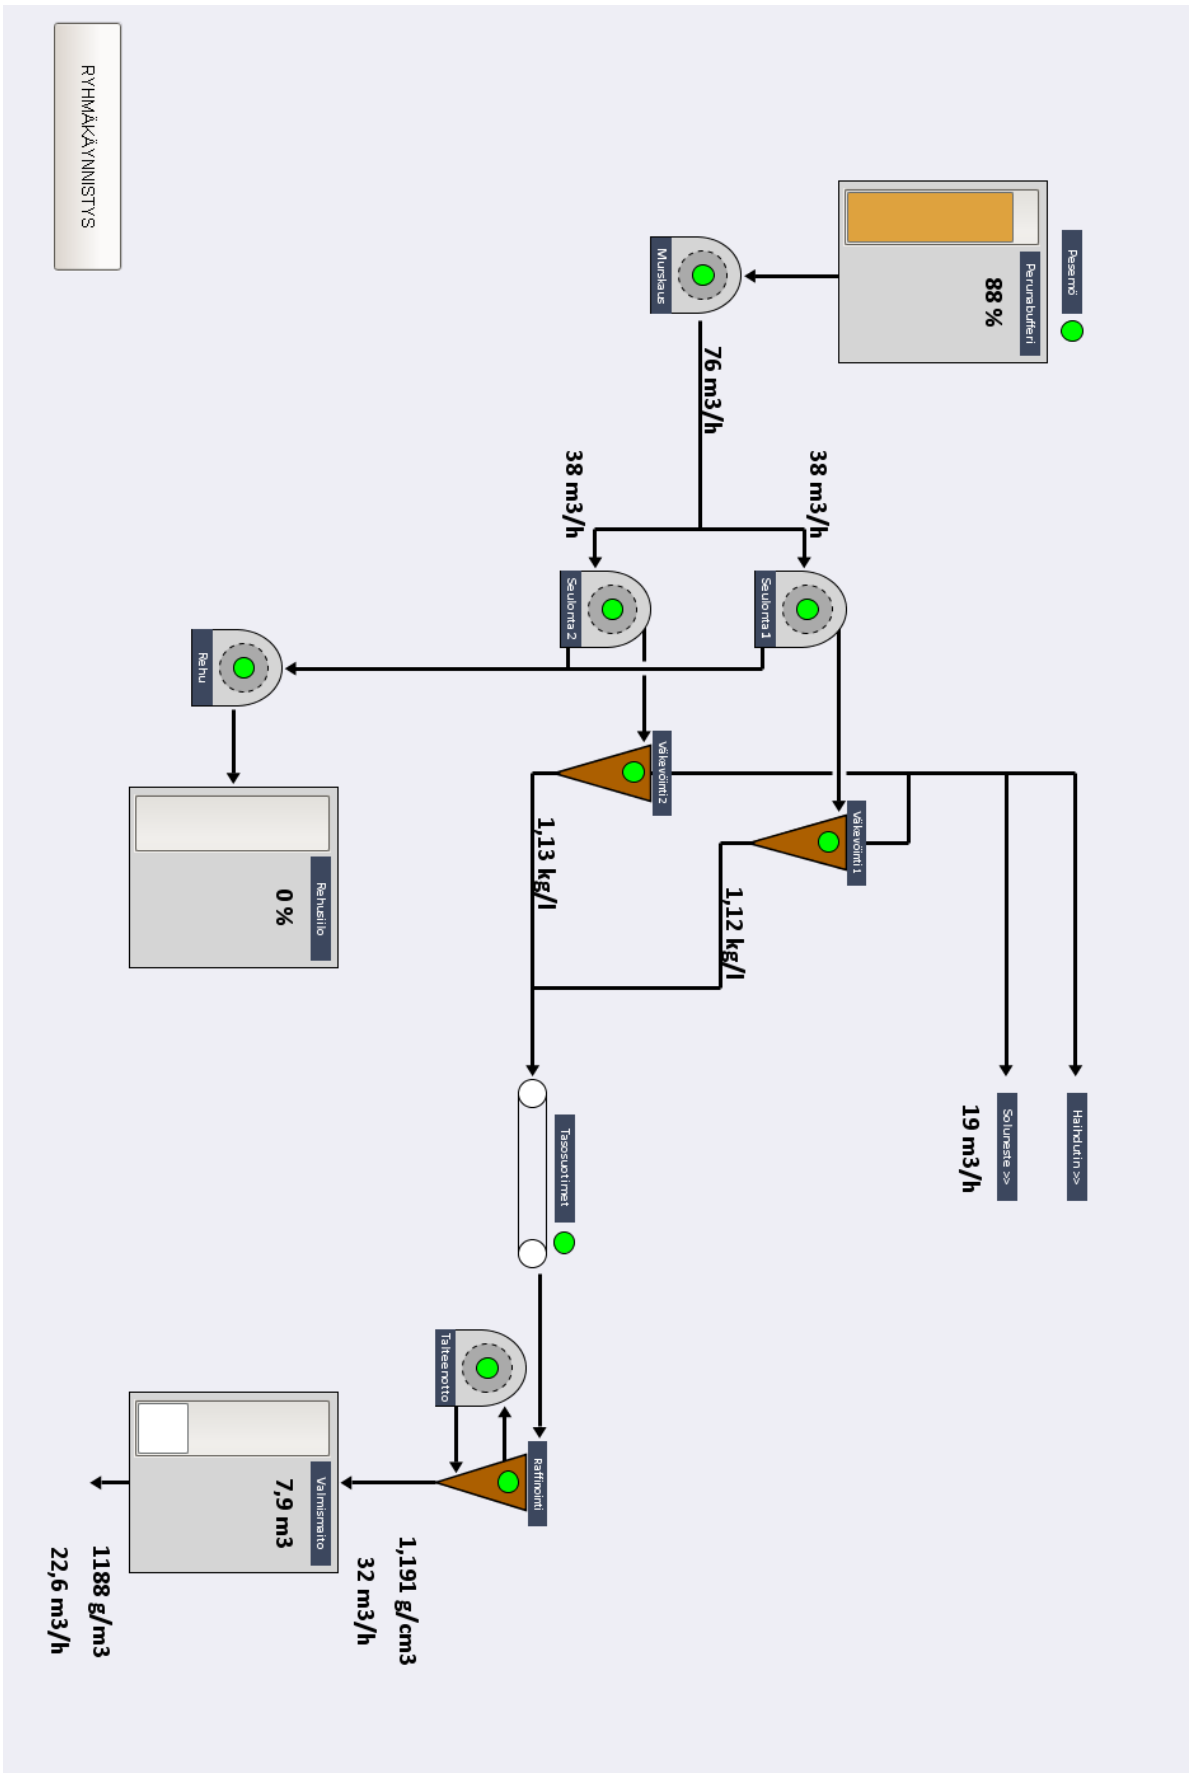 Pesemö
Perunabufferi
88 %
Murskaus
76 m3/h
38 m3/h
38 m3/h
Seulonta 1
Seulonta 2
Väkevöinti 1
Väkevöinti 2
1,12 kg/l
1,13 kg/l
Haihdutin >>
Soluneste >>
19 m3/h
Rehu
Rehusiilo
0 %
Tasosuotimet
Talteenotto
Raffinointi
1,191 g/cm3
32 m3/h
Valmismaito
7,9 m3
1188 g/m3
22,6 m3/h
RYHMÄKÄYNNISTYS